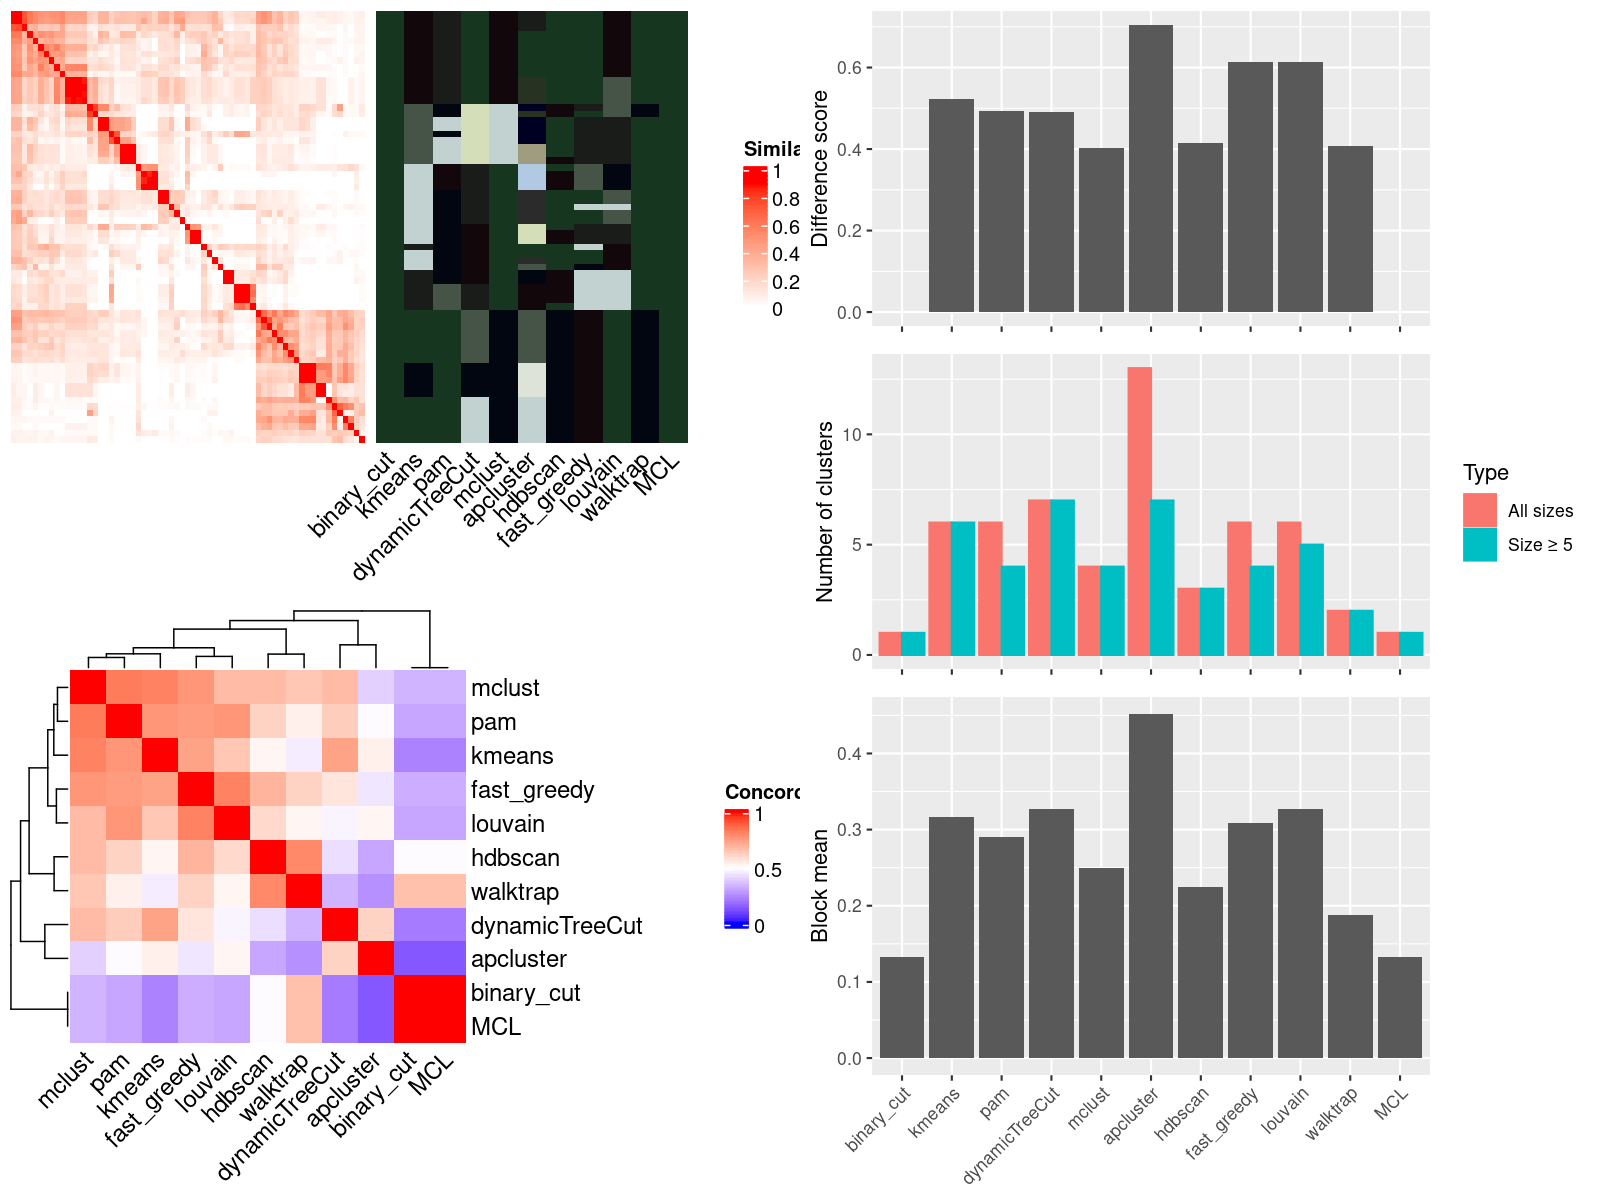 Simila
1
0.8
0.6
0.4
0.2
0
binary_cut
kmeans
pam
dynamicTreeCut
mclust
apcluster
hdbscan
fast_greedy
louvain
walktrap
MCL
mclust
pam
kmeans
fast_greedy
louvain
hdbscan
walktrap
dynamicTreeCut
apcluster
binary_cut
MCL
Concord
1
0.5
0
mclust
pam
kmeans
fast_greedy
louvain
hdbscan
walktrap
dynamicTreeCut
apcluster
binary_cut
MCL
Difference score
0.6
0.4
0.2
0.0
Number of clusters
10
5
0
Type
All sizes
Size ≥ 5
Block mean
0.4
0.3
0.2
0.1
0.0
binary_cut
kmeans
pam
dynamicTreeCut
mclust
apcluster
hdbscan
fast_greedy
louvain
walktrap
MCL